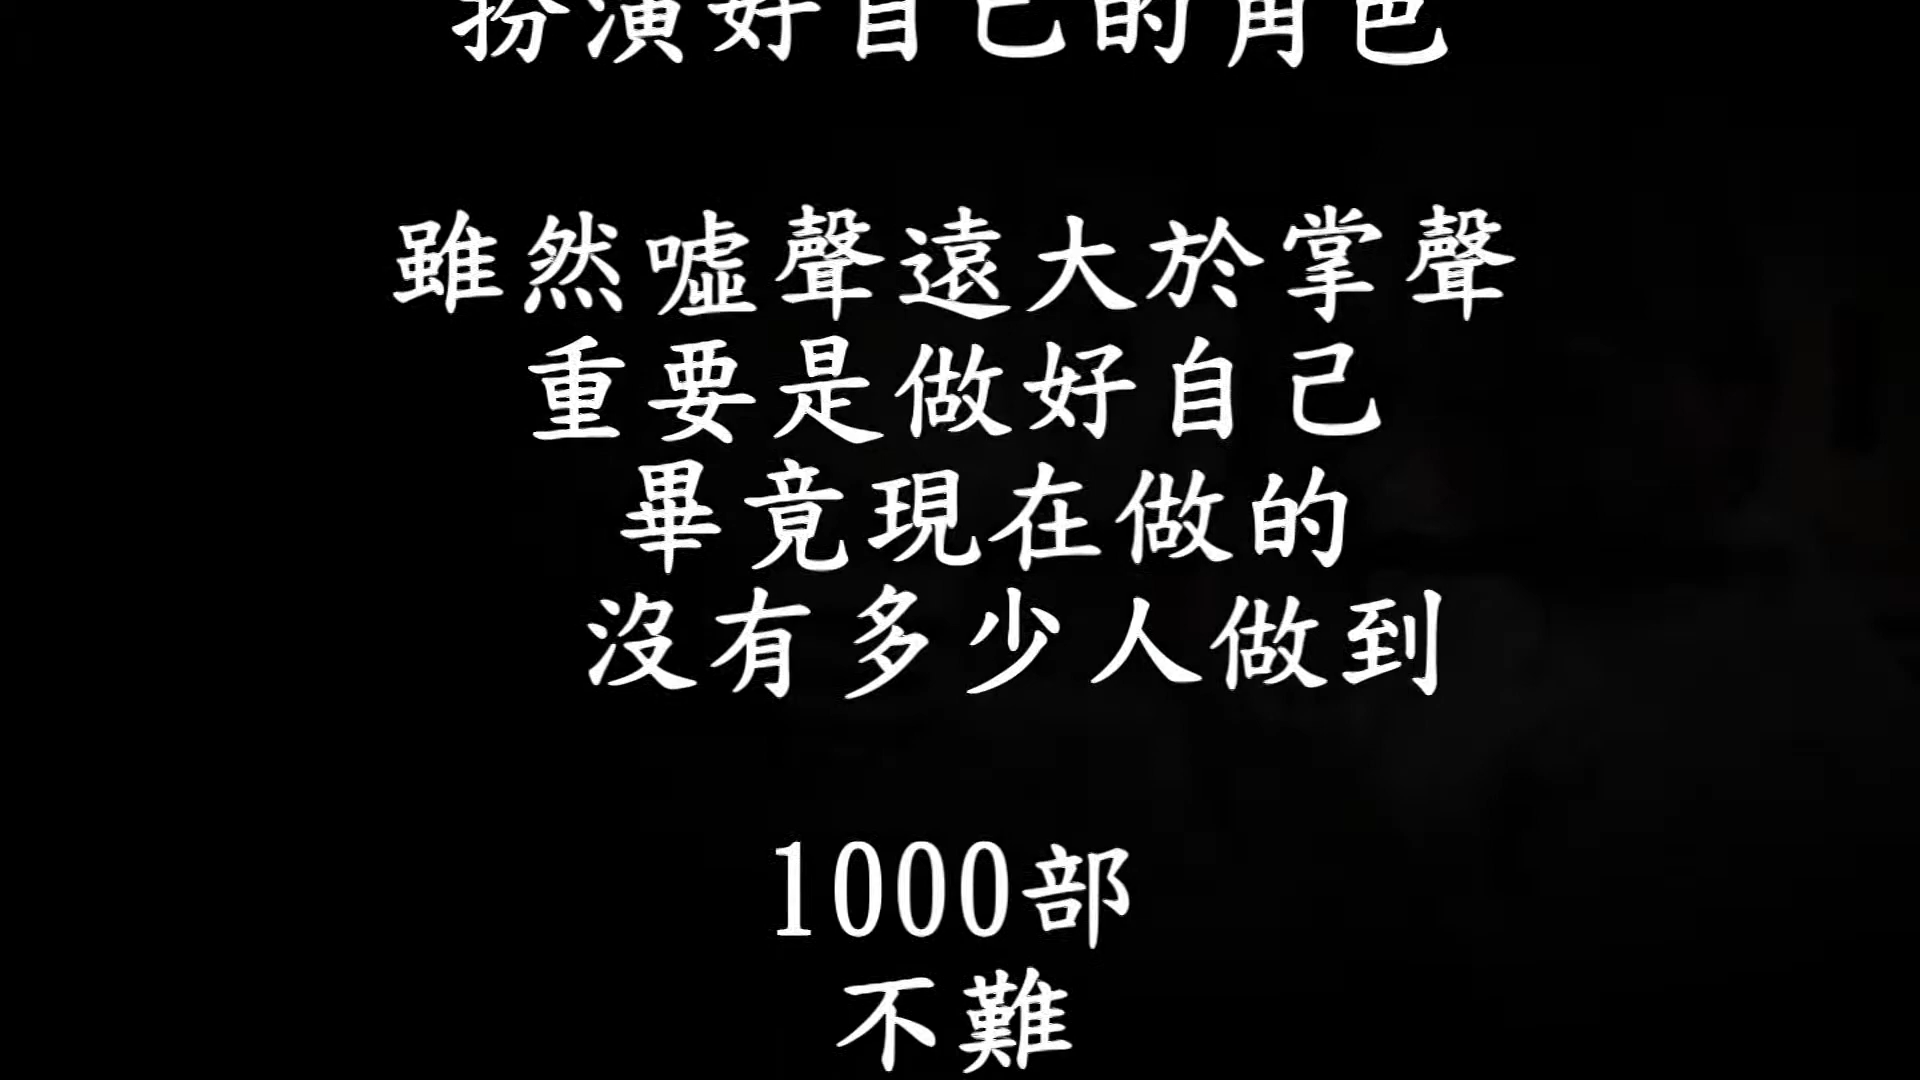 扮演好自己的角色
雖然噓聲遠大於掌聲
重要是做好自己
畢竟現在做的
沒有多少人做到
1000部
不難